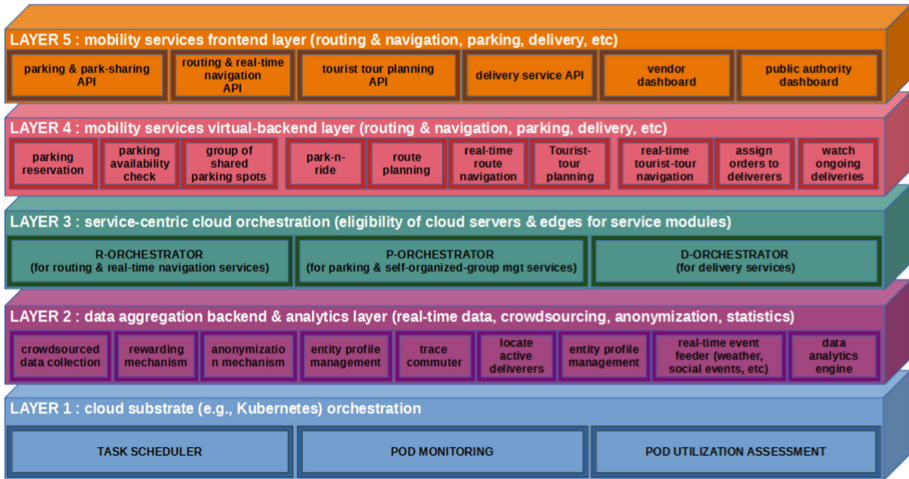 LAYER 5 : mobility services frontend layer (routing & navigation, parking, delivery, etc)
parking & park-sharing
API
routing & real-time
navigation
API
tourist tour planning
API
delivery service API
vendor
dashboard
public authority
dashboard
LAYER 4 : mobility services virtual-backend layer (routing & navigation, parking, delivery, etc)
parking
reservation
parking
availability
check
group of
shared
parking spots
park-n-
ride
route
planning
real-time
route
navigation
Tourist-
tour
planning
real-time
tourist-tour
navigation
assign
orders to
deliverers
watch
ongoing
deliveries
LAYER 3 : service-centric cloud orchestration (eligibility of cloud servers & edges for service modules)
R-ORCHESTRATOR
(for routing & real-time navigation services)
P-ORCHESTRATOR
(for parking & self-organized-group mgt services)
D-ORCHESTRATOR
(for delivery services)
LAYER 2 : data aggregation backend & analytics layer (real-time data, crowdsourcing, anonymization, statistics)
crowdsourced
data collection
rewarding
mechanism
anonymizatio
n mechanism
entity profile
management
trace
commuter
locate
active
deliverers
entity profile
management
real-time event
feeder (weather,
social events, etc)
data
analytics
engine
LAYER 1 : cloud substrate (e.g., Kubernetes) orchestration
TASK SCHEDULER
POD MONITORING
POD UTILIZATION ASSESSMENT